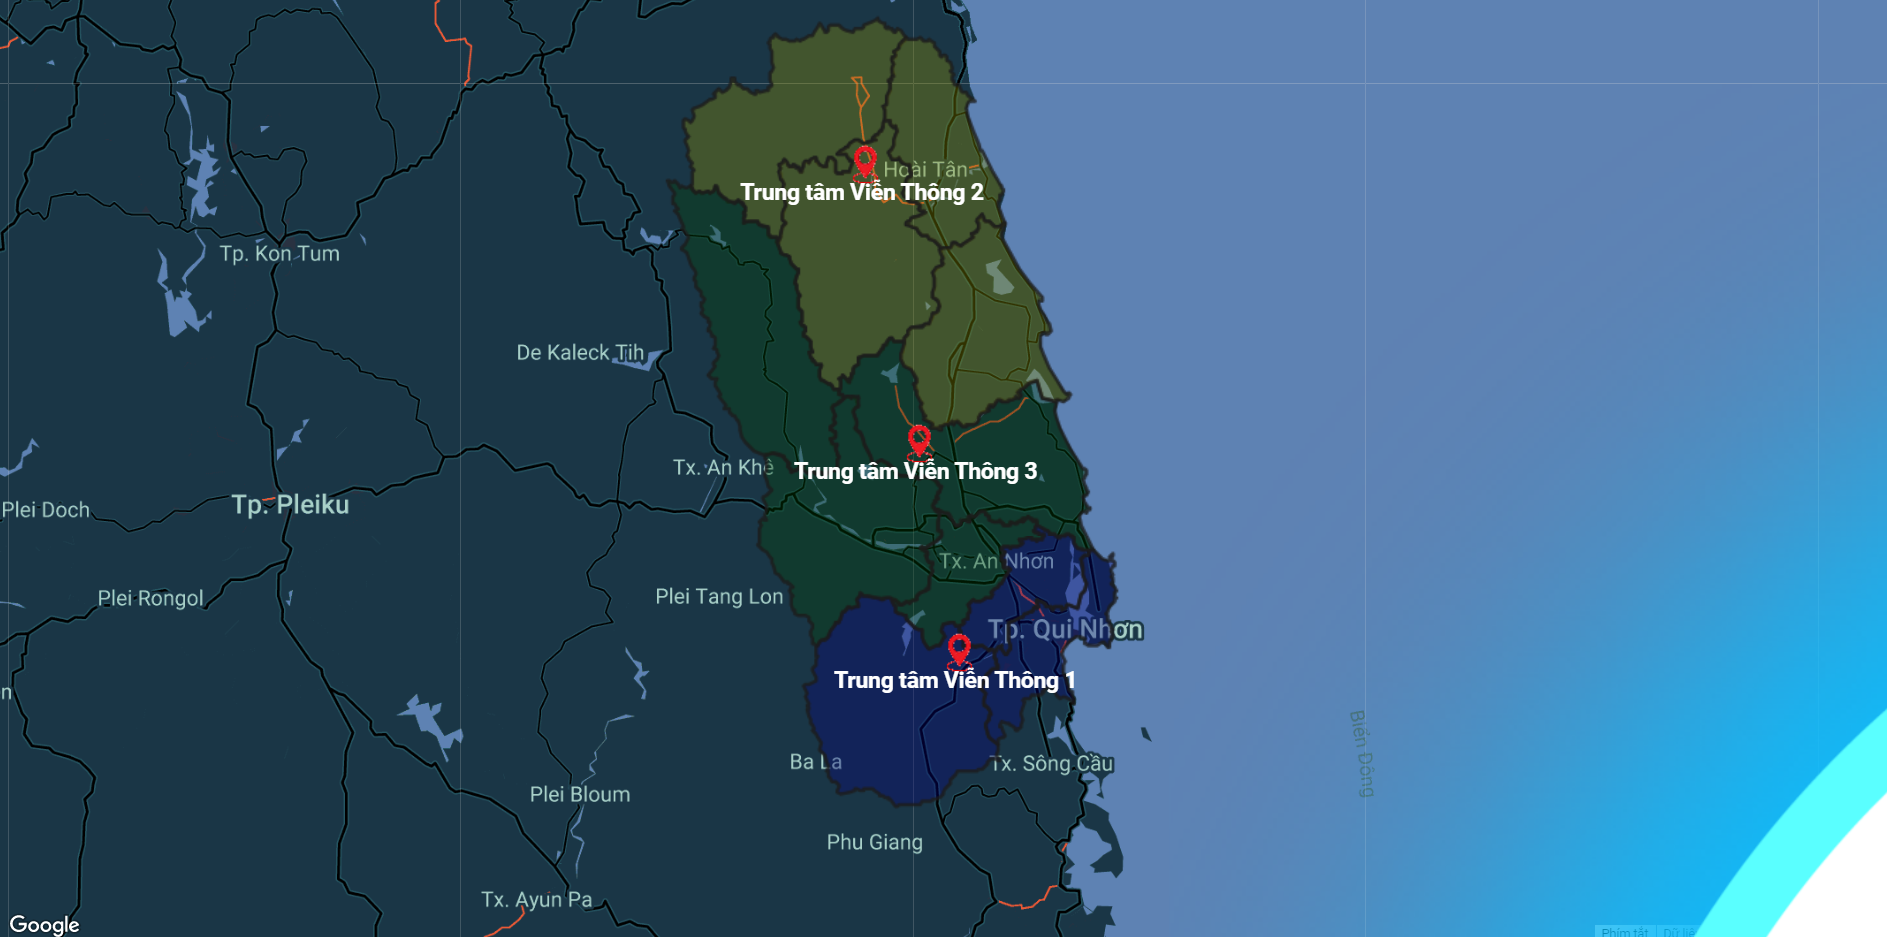 Hoài Tân
Trung tâm Viễn Thông 2
Tp. Kon Tum
De Kaleck Tih
Tx. An Khê
Trung tâm Viễn Thông 3
Tp. Pleiku
Plei Doch
Tx. An Nhơn
Plei Rongol
Plei Tang Lon
Tp. Qui Nhơn
Trung tâm Viễn Thông 1
n
Biển Đông
Ba La
Tx. Sông Cầu
Plei Bloum
Phu Giang
Tx. Ayun Pa
Google
Phím tắt
Dữ liệ